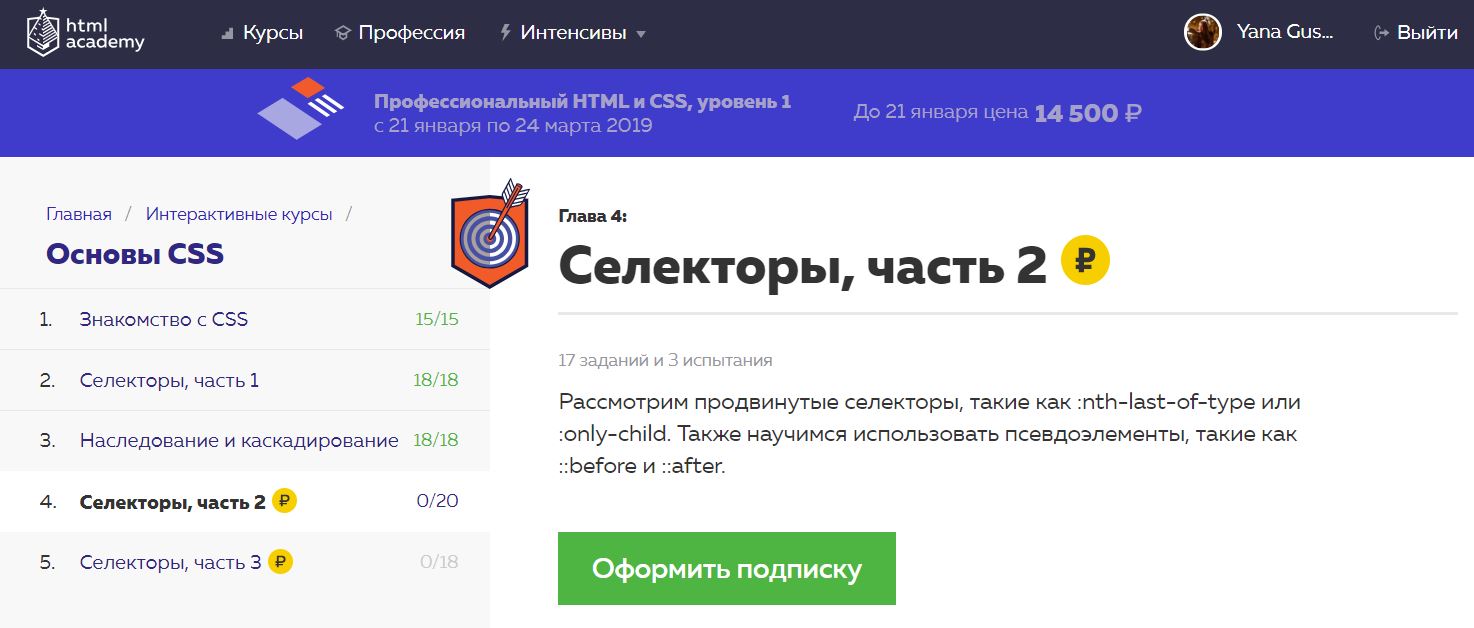 html academy
Курсы
Профессия
Интенсивы
Yana Gus...
Выйти
Профессиональный HTML и CSS, уровень 1
с 21 января по 24 марта 2019
До 21 января цена 14 500 ₽
Главная / Интерактивные курсы /
Основы CSS
1. Знакомство с CSS 15/15
2. Селекторы, часть 1 18/18
3. Наследование и каскадирование 18/18
4. Селекторы, часть 2 ₽ 0/20
5. Селекторы, часть 3 ₽ 0/18
Глава 4:
Селекторы, часть 2 ₽
17 заданий и 3 испытания
Рассмотрим продвинутые селекторы, такие как :nth-last-of-type или
:only-child. Также научимся использовать псевдоэлементы, такие как
::before и ::after.
Оформить подписку